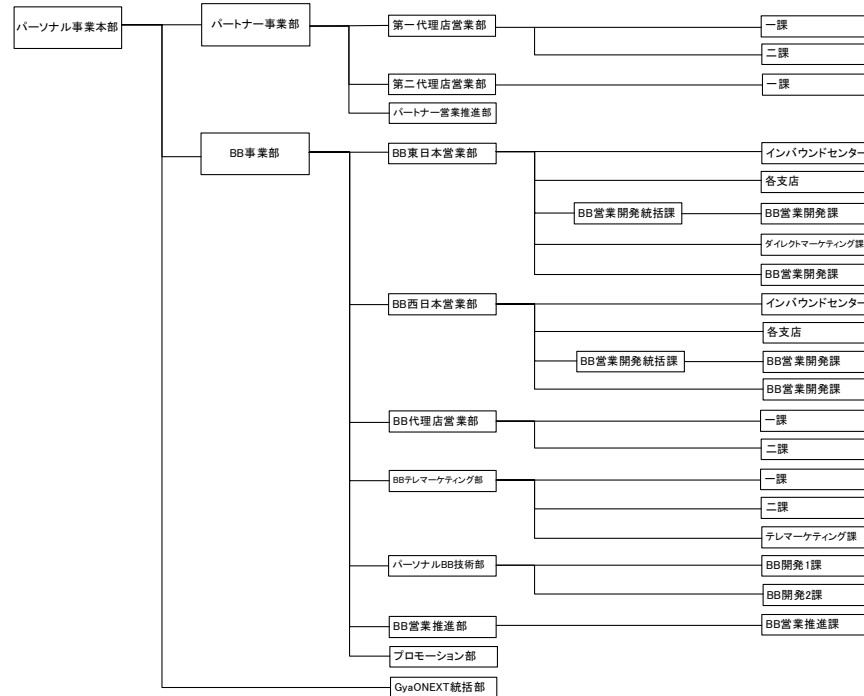 パーソナル事業本部
パートナー事業部
第一代理店営業部
一課
二課
第二代理店営業部
一課
パートナー営業推進部
BB事業部
BB東日本営業部
インバウンドセンター
各支店
BB営業開発統括課
BB営業開発課
ダイレクトマーケティング課
BB営業開発課
BB西日本営業部
インバウンドセンター
各支店
BB営業開発統括課
BB営業開発課
BB営業開発課
BB代理店営業部
一課
二課
BBテレマーケティング部
一課
二課
テレマーケティング課
パーソナルBB技術部
BB開発1課
BB開発2課
BB営業推進部
BB営業推進課
プロモーション部
GyaONEXT統括部